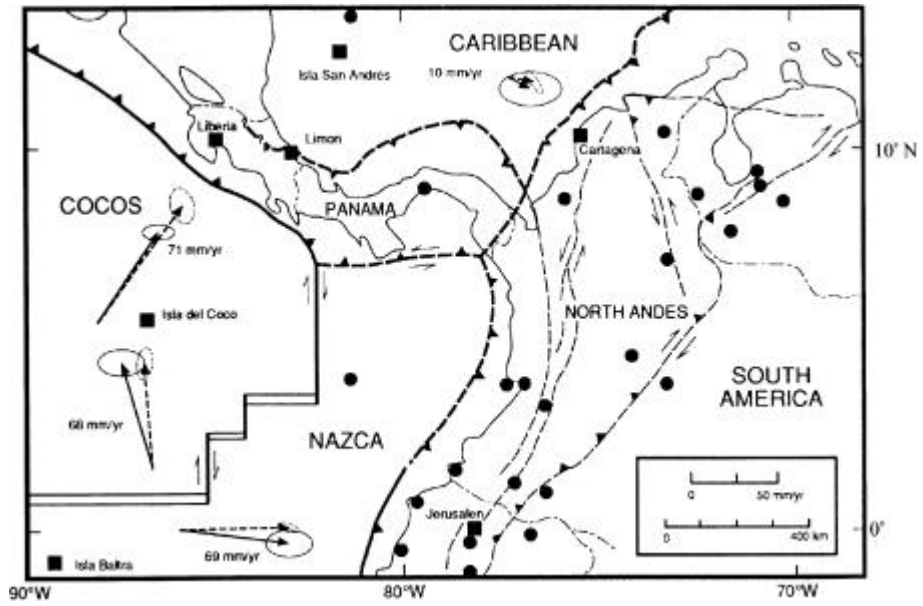 CARIBBEAN
Isla San Andrés
10 mm/yr
Liberia
Limon
Cartagena
10° N
COCOS
PANAMA
71 mm/yr
Isla del Coco
NORTH ANDES
SOUTH
AMERICA
68 mm/yr
NAZCA
0 50 mm/yr
0 400 km
Jerusalen
0°
69 mm/yr
Isla Baltra
90°W 80°W 70°W